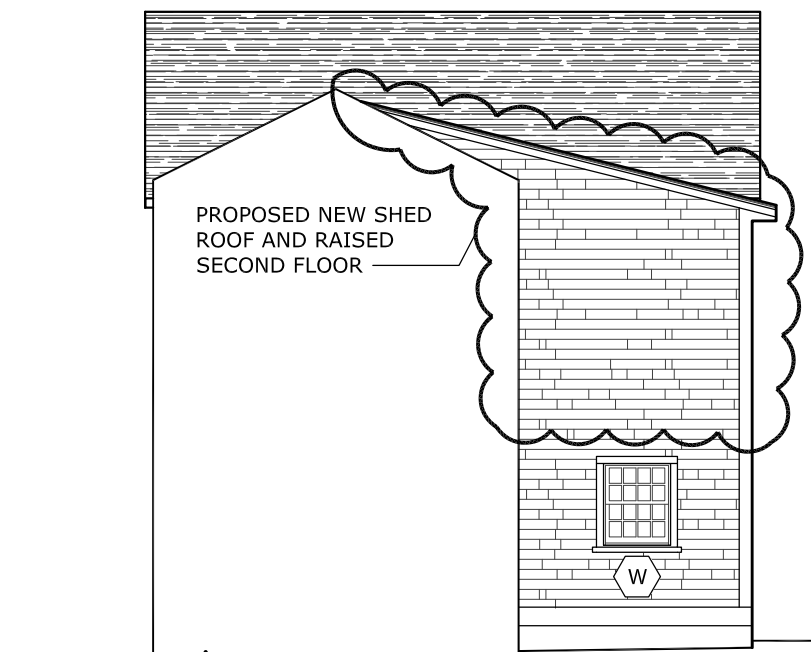 PROPOSED NEW SHED
ROOF AND RAISED
SECOND FLOOR
W